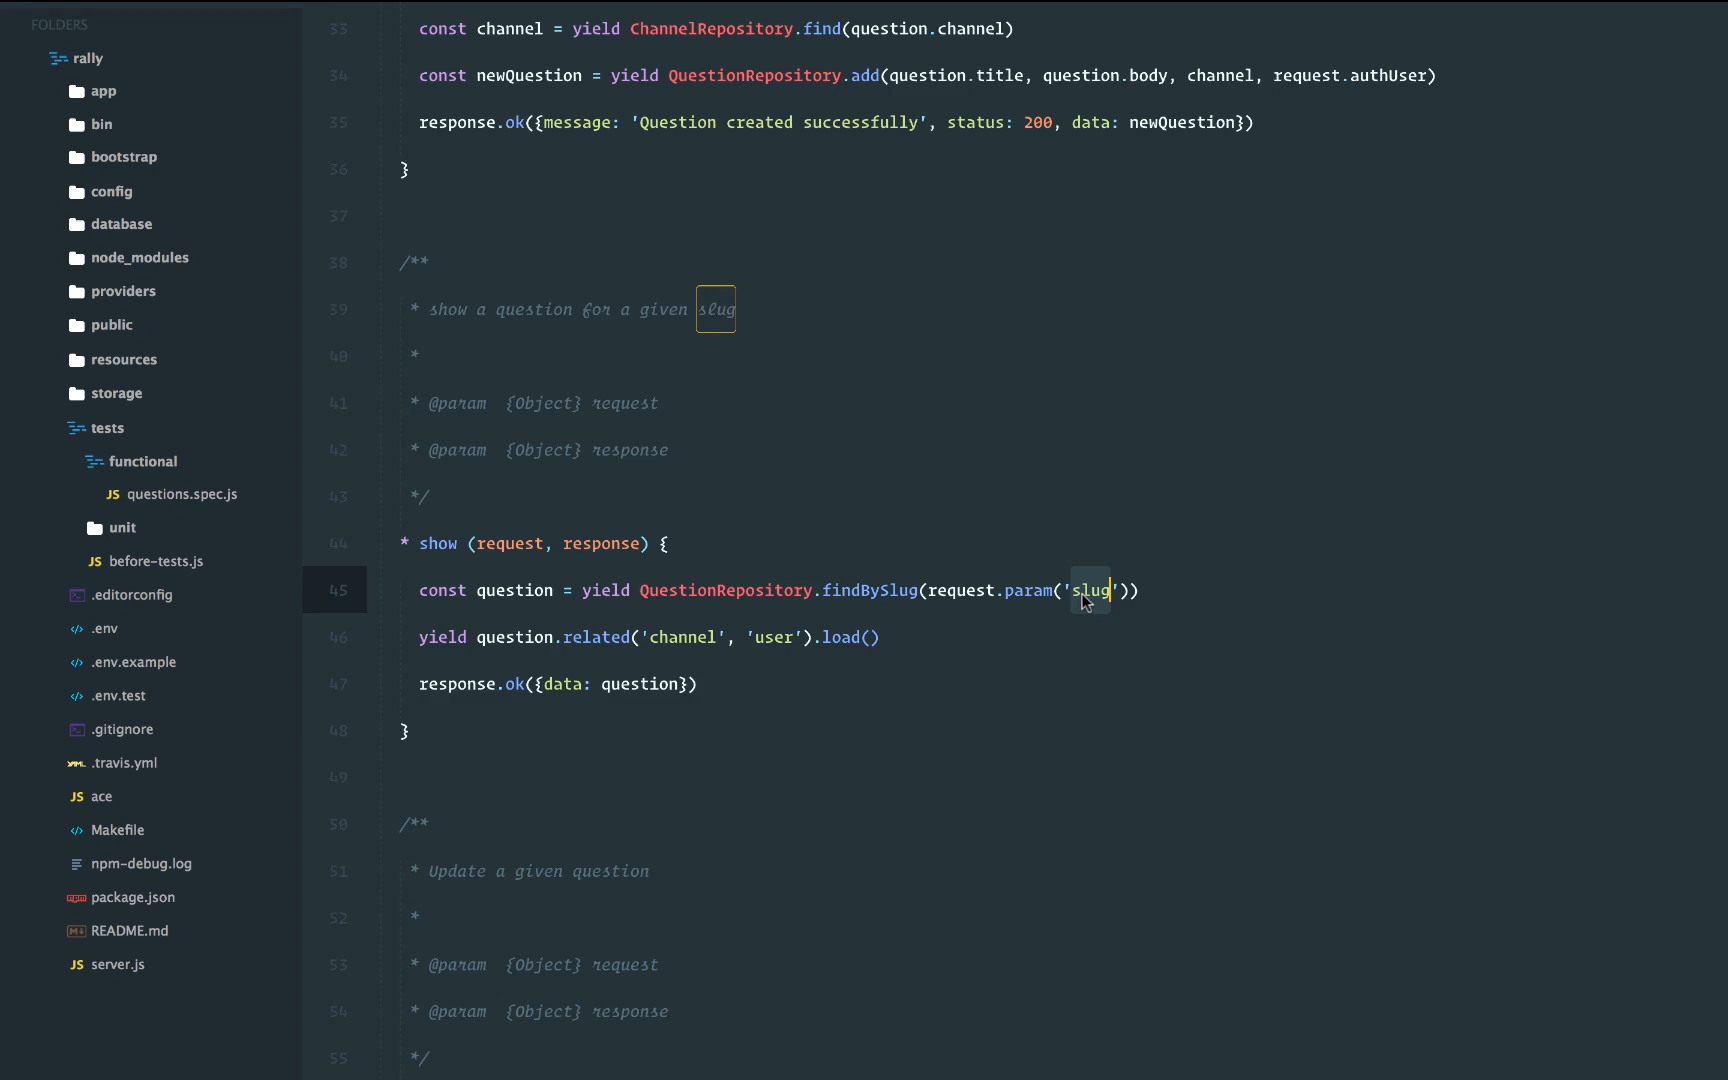 FOLDERS
rally
app
bin
bootstrap
config
database
node_modules
providers
public
resources
storage
tests
functional
JS questions.spec.js
unit
JS before-tests.js
.editorconfig
</> .env
</> .env.example
</> .env.test
.gitignore
YAML .travis.yml
JS ace
</> Makefile
npm-debug.log
npm package.json
M↓ README.md
JS server.js
33 const channel = yield ChannelRepository.find(question.channel)
34 const newQuestion = yield QuestionRepository.add(question.title, question.body, channel, request.authUser)
35 response.ok({message: 'Question created successfully', status: 200, data: newQuestion})
36 }
37
38 /**
39 * show a question for a given slug
40 *
41 * @param {Object} request
42 * @param {Object} response
43 */
44 * show (request, response) {
45 const question = yield QuestionRepository.findBySlug(request.param('slug'))
46 yield question.related('channel', 'user').load()
47 response.ok({data: question})
48 }
49
50 /**
51 * Update a given question
52 *
53 * @param {Object} request
54 * @param {Object} response
55 */